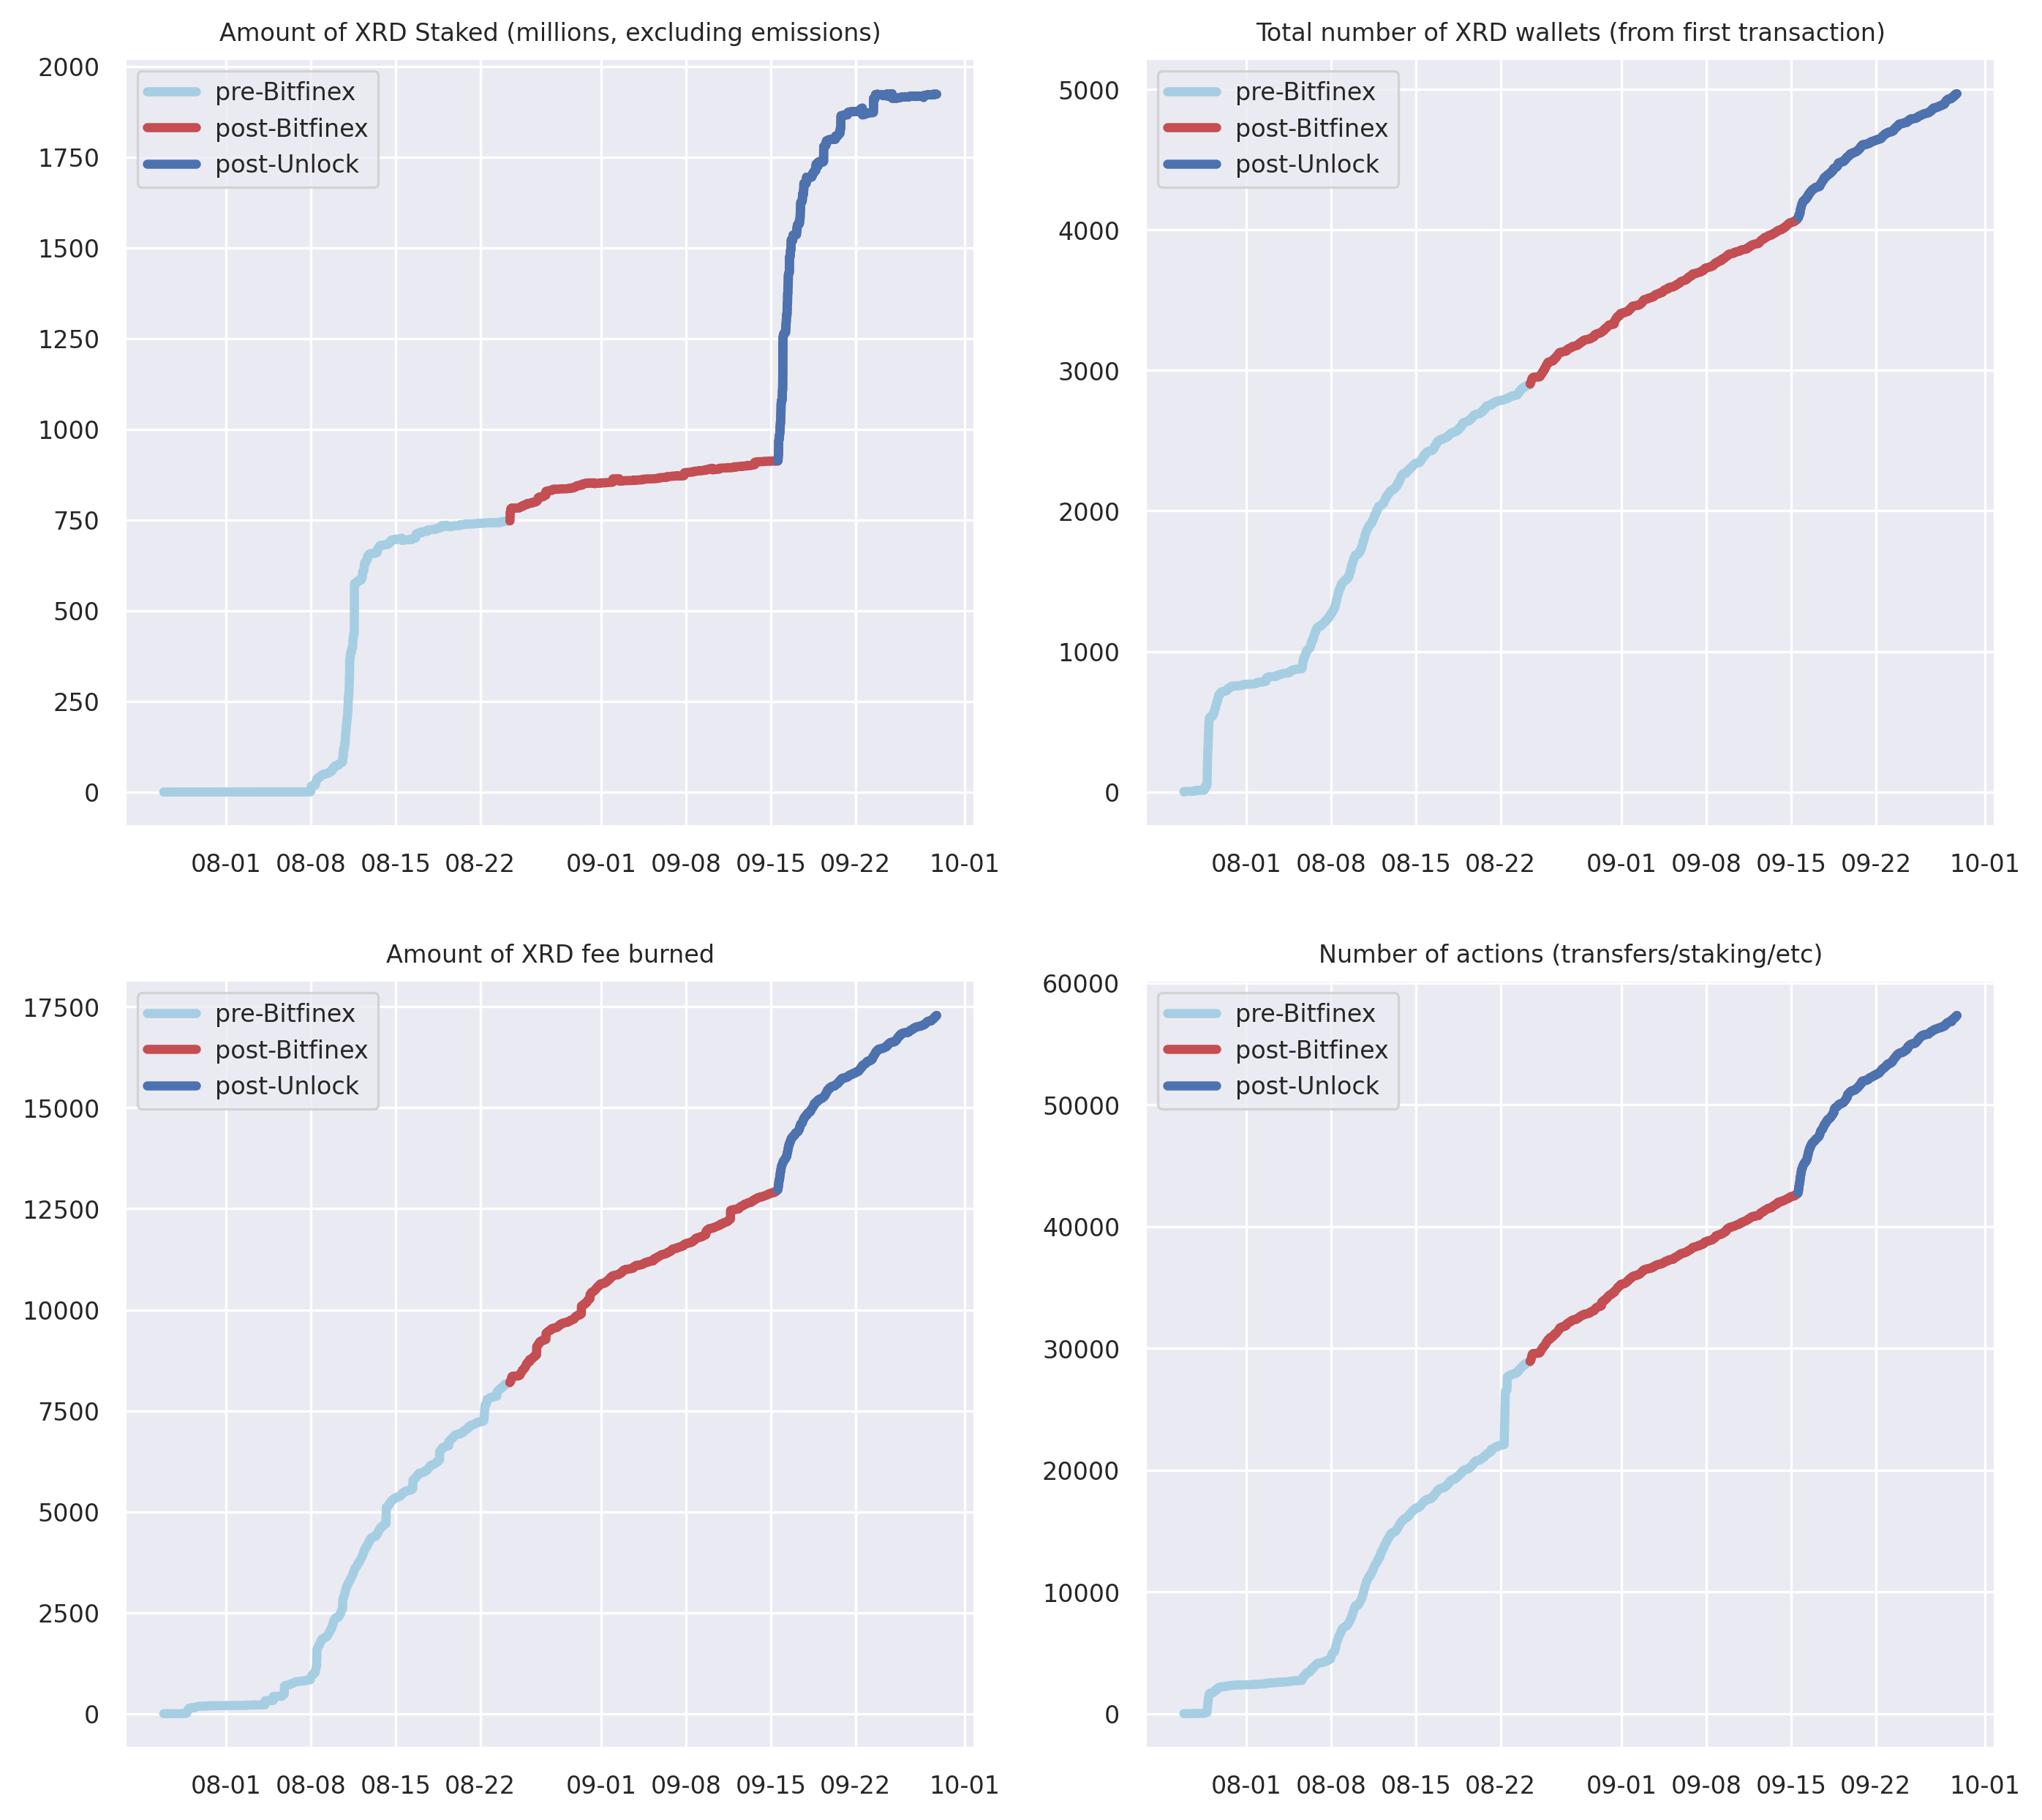 Amount of XRD Staked (millions, excluding emissions)
2000
1750
1500
1250
1000
750
500
250
0
pre-Bitfinex
post-Bitfinex
post-Unlock
08-01 08-08 08-15 08-22 09-01 09-08 09-15 09-22 10-01
Total number of XRD wallets (from first transaction)
5000
4000
3000
2000
1000
0
pre-Bitfinex
post-Bitfinex
post-Unlock
08-01 08-08 08-15 08-22 09-01 09-08 09-15 09-22 10-01
Amount of XRD fee burned
17500
15000
12500
10000
7500
5000
2500
0
pre-Bitfinex
post-Bitfinex
post-Unlock
08-01 08-08 08-15 08-22 09-01 09-08 09-15 09-22 10-01
Number of actions (transfers/staking/etc)
60000
50000
40000
30000
20000
10000
0
pre-Bitfinex
post-Bitfinex
post-Unlock
08-01 08-08 08-15 08-22 09-01 09-08 09-15 09-22 10-01